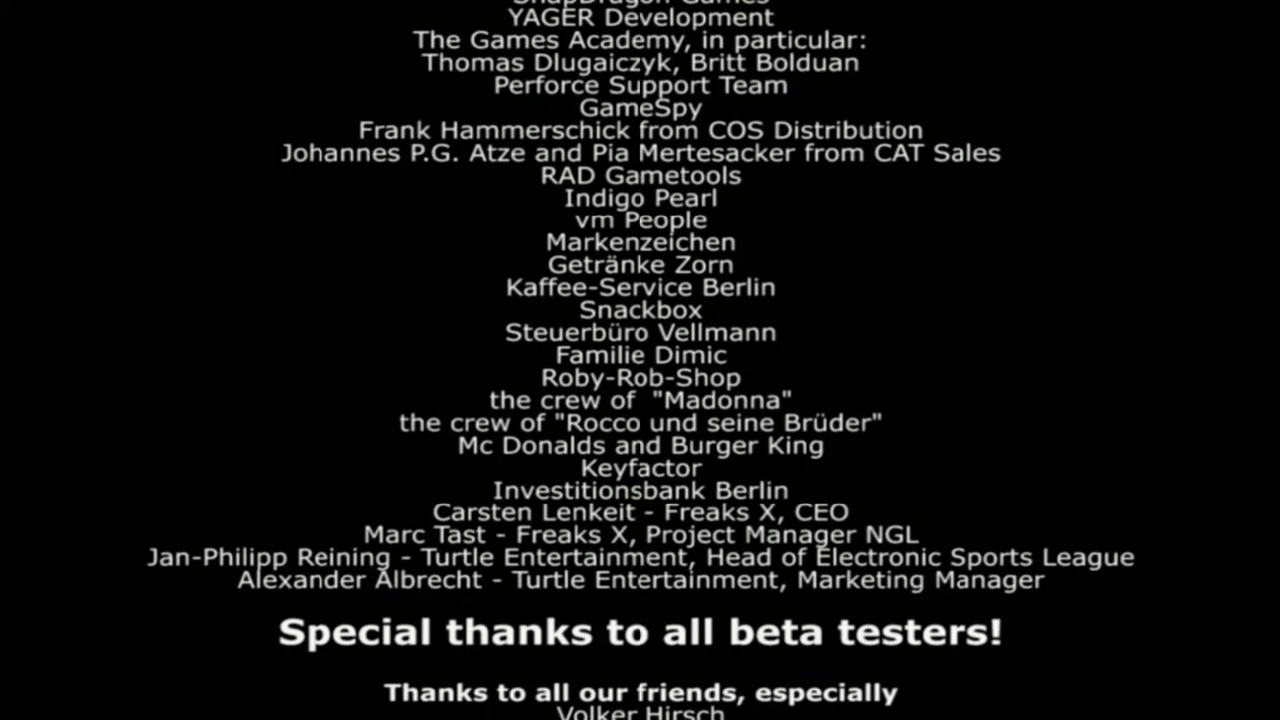 SnapDragon Games
YAGER Development
The Games Academy, in particular:
Thomas Dlugaiczyk, Britt Bolduan
Perforce Support Team
GameSpy
Frank Hammerschick from COS Distribution
Johannes P.G. Atze and Pia Mertesacker from CAT Sales
RAD Gametools
Indigo Pearl
vm People
Markenzeichen
Getränke Zorn
Kaffee-Service Berlin
Snackbox
Steuerbüro Vellmann
Familie Dimic
Roby-Rob-Shop
the crew of  "Madonna"
the crew of "Rocco und seine Brüder"
Mc Donalds and Burger King
Keyfactor
Investitionsbank Berlin
Carsten Lenkeit - Freaks X, CEO
Marc Tast - Freaks X, Project Manager NGL
Jan-Philipp Reining - Turtle Entertainment, Head of Electronic Sports League
Alexander Albrecht - Turtle Entertainment, Marketing Manager
Special thanks to all beta testers!
Thanks to all our friends, especially
Volker Hirsch